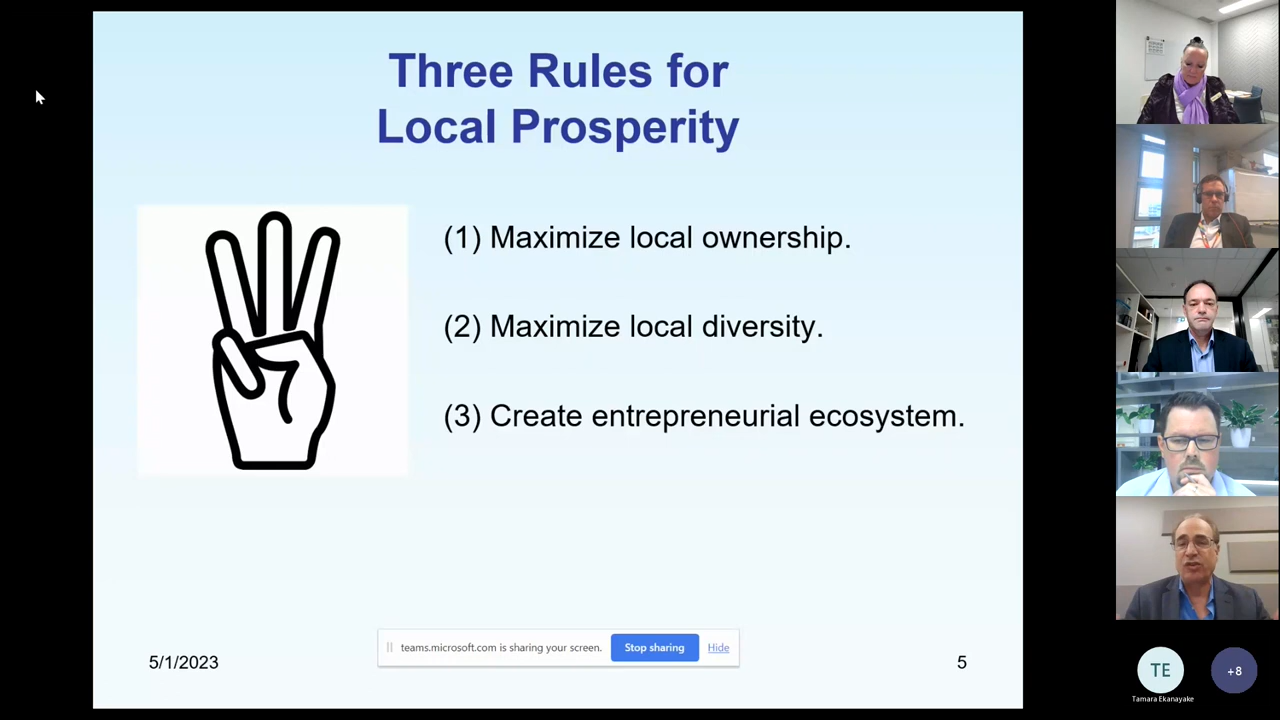 Three Rules for
Local Prosperity
(1) Maximize local ownership.
(2) Maximize local diversity.
(3) Create entrepreneurial ecosystem.
teams.microsoft.com is sharing your screen.
Stop sharing
Hide
5/1/2023
5
TE
+8
Tamara Ekanayake